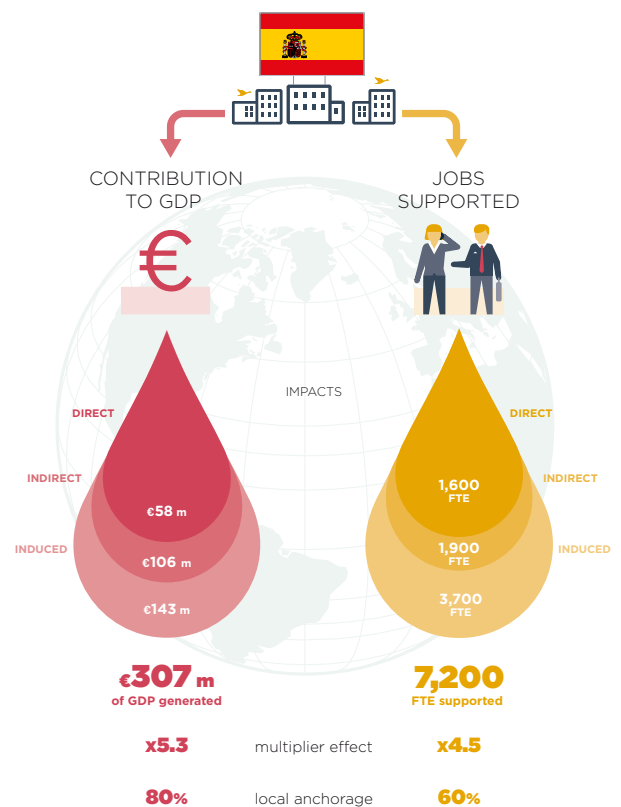 CONTRIBUTION
TO GDP
JOBS
SUPPORTED
€
IMPACTS
DIRECT
DIRECT
INDIRECT
INDIRECT
INDUCED
INDUCED
€58 m
€106 m
€143 m
1,600
FTE
1,900
FTE
3,700
FTE
€307 m
of GDP generated
7,200
FTE supported
x5.3
multiplier effect
x4.5
80%
local anchorage
60%